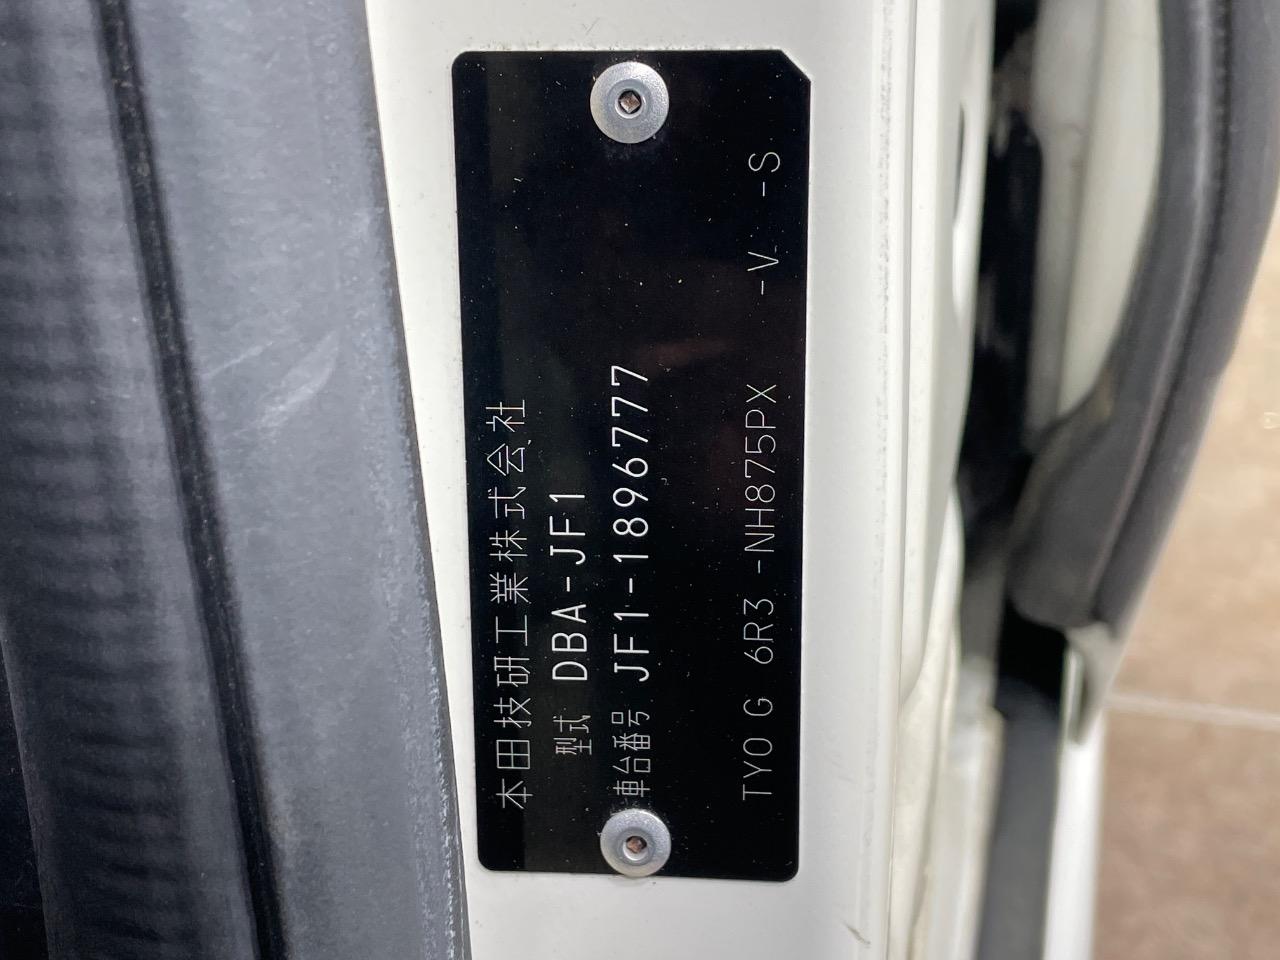 本田技研工業株式会社
型式 DBA-JF1
車台番号 JF1-1896777
TYO G 6R3 -NH875PX -V -S